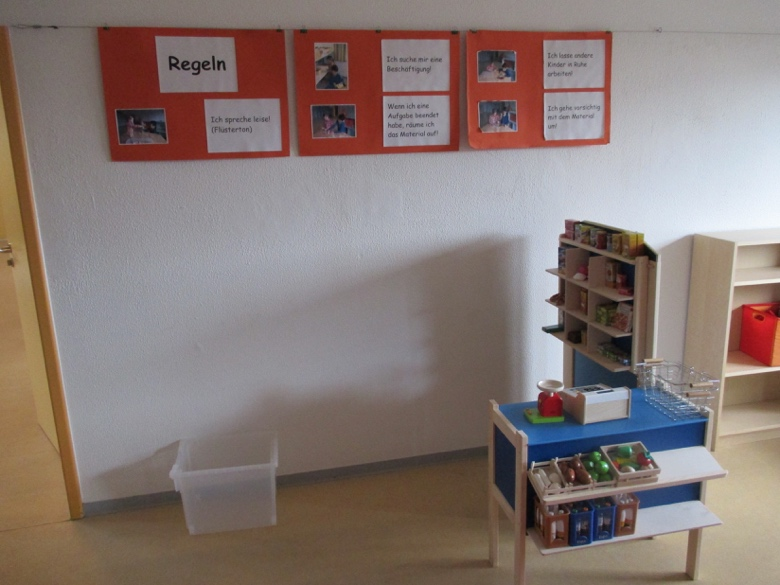 Regeln
Ich spreche leise!
(Flüsterton)
Ich suche mir eine
Beschäftigung!
Wenn ich eine
Aufgabe beendet
habe, räume ich
das Material auf!
Ich lasse andere
Kinder in Ruhe
arbeiten!
Ich gehe vorsichtig
mit dem Material
um!